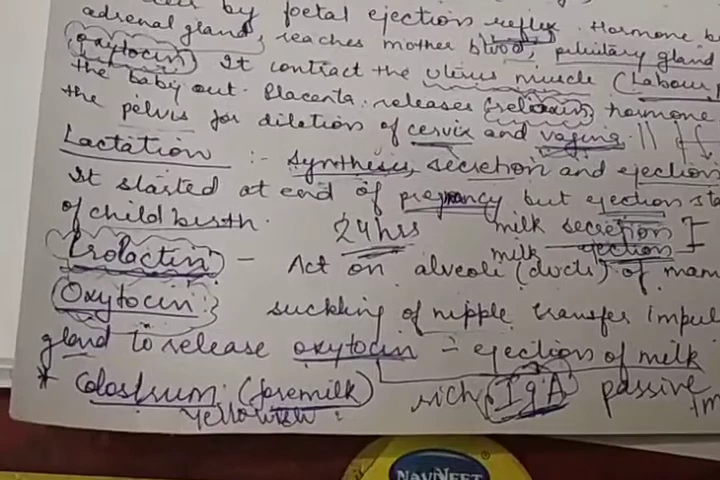 by foetal ejection reflex. Hormone
adrenal gland, reaches mother blood, pituitary gland
(oxytocin) It contract the uterus muscle (Labour,
the baby out. Placenta releases (relaxin) hormone
the pelvis for dilation of cervix and vagina.
Lactation :- synthesis, secretion and ejection
It started at end of pregnancy but ejection
of child birth. 24 hrs milk secretion
milk ejection
Prolactin - Act on alveoli (ducts) of
Oxytocin : suckling of nipple transfer
gland to release oxytocin - ejection of milk
* Colostrum (foremilk) rich IgA passive
Yellowish :
NAVNEET